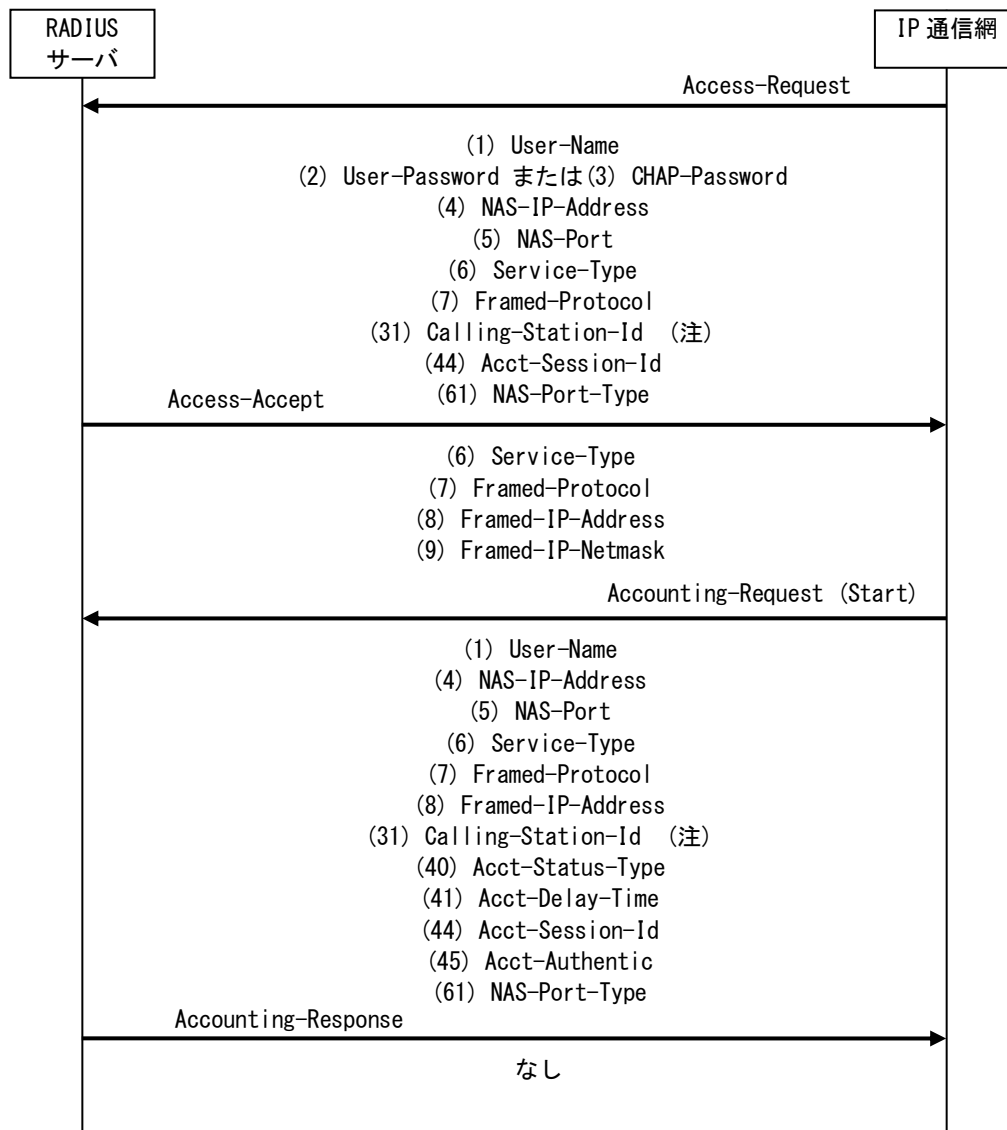 RADIUS
サーバ
IP 通信網
Access-Request
(1) User-Name
(2) User-Password または(3) CHAP-Password
(4) NAS-IP-Address
(5) NAS-Port
(6) Service-Type
(7) Framed-Protocol
(31) Calling-Station-Id （注）
(44) Acct-Session-Id
(61) NAS-Port-Type
Access-Accept
(6) Service-Type
(7) Framed-Protocol
(8) Framed-IP-Address
(9) Framed-IP-Netmask
Accounting-Request (Start)
(1) User-Name
(4) NAS-IP-Address
(5) NAS-Port
(6) Service-Type
(7) Framed-Protocol
(8) Framed-IP-Address
(31) Calling-Station-Id （注）
(40) Acct-Status-Type
(41) Acct-Delay-Time
(44) Acct-Session-Id
(45) Acct-Authentic
(61) NAS-Port-Type
Accounting-Response
なし